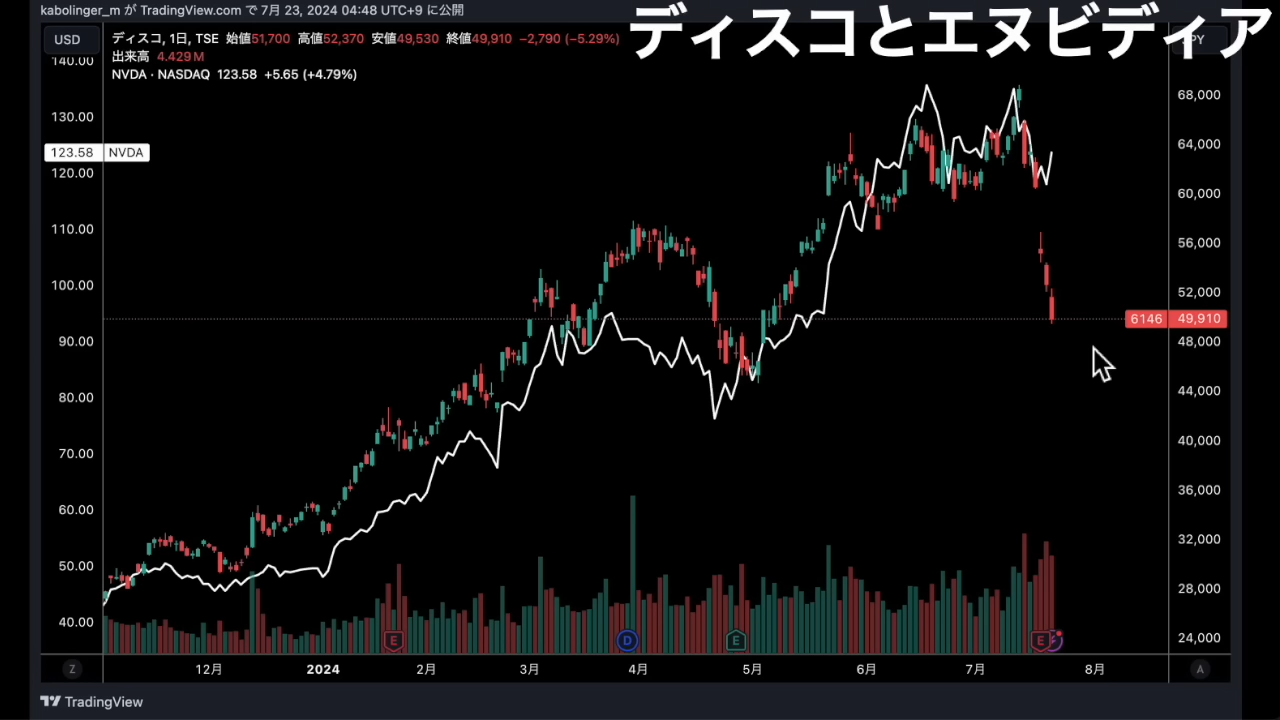 kabolinger_m が TradingView.com で 7月 23, 2024 04:48 UTC+9 に公開
ディスコとエヌビディア
USD
PY
ディスコ, 1日, TSE 始値51,700 高値52,370 安値49,530 終値49,910 −2,790 (−5.29%)
出来高 4.429M
NVDA · NASDAQ 123.58 +5.65 (+4.79%)
140.00
130.00
123.58 NVDA
120.00
110.00
100.00
90.00
80.00
70.00
60.00
50.00
40.00
68,000
64,000
60,000
56,000
52,000
6146 49,910
48,000
44,000
40,000
36,000
32,000
28,000
24,000
E D E E
Z 12月 2024 2月 3月 4月 5月 6月 7月 8月 A
TradingView